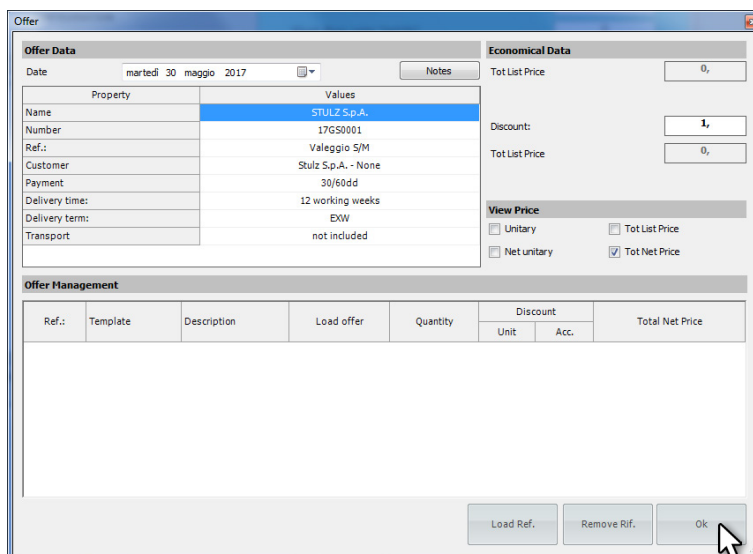 Offer
Offer Data
Date martedì 30 maggio 2017 Notes
Property Values
Name STULZ S.p.A.
Number 17GS0001
Ref.: Valeggio S/M
Customer Stulz S.p.A. - None
Payment 30/60dd
Delivery time: 12 working weeks
Delivery term: EXW
Transport not included
Economical Data
Tot List Price 0,
Discount: 1,
Tot List Price 0,
View Price
Unitary Tot List Price
Net unitary Tot Net Price
Offer Management
Ref.: Template Description Load offer Quantity Discount Total Net Price
Unit Acc.
Load Ref. Remove Rif. Ok